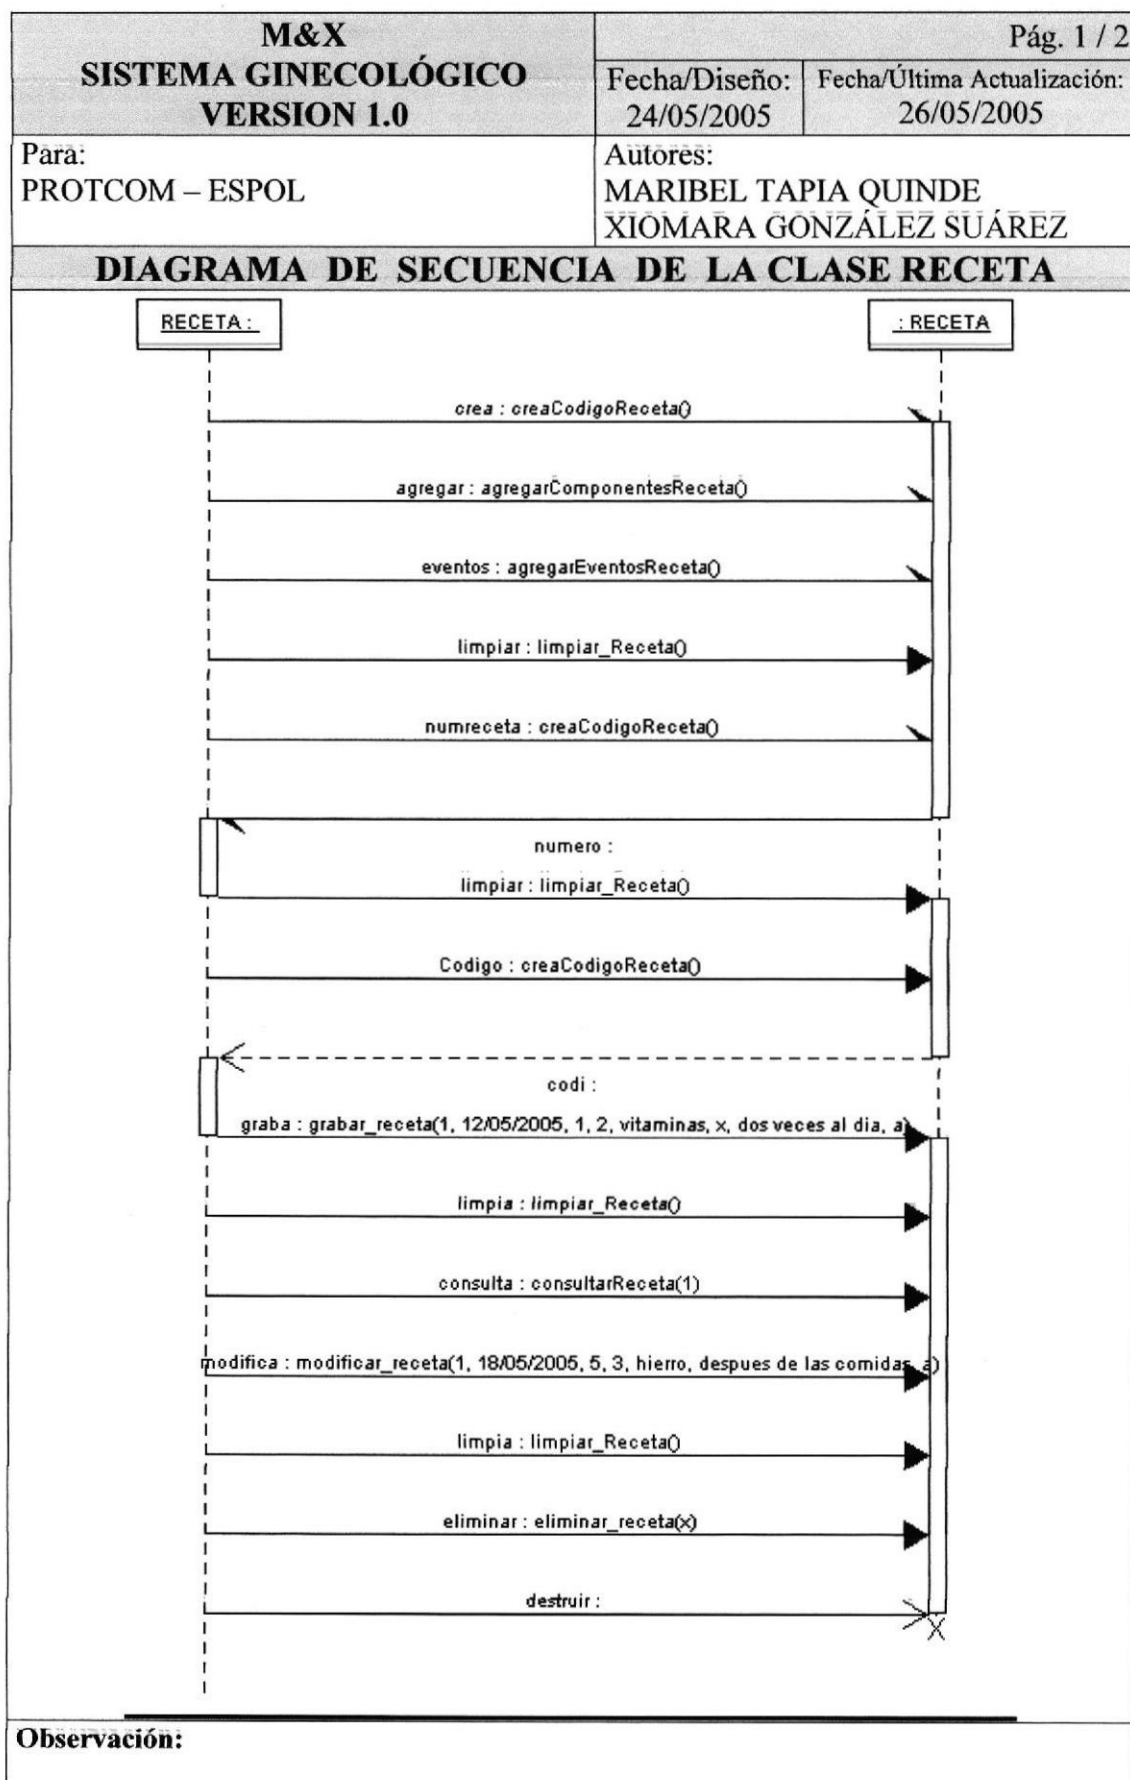 M&X
SISTEMA GINECOLÓGICO
VERSION 1.0
Pág. 1 / 2
Fecha/Diseño:
24/05/2005
Fecha/Última Actualización:
26/05/2005
Para:
PROTCOM – ESPOL
Autores:
MARIBEL TAPIA QUINDE
XIOMARA GONZÁLEZ SUÁREZ
DIAGRAMA DE SECUENCIA DE LA CLASE RECETA
RECETA :
: RECETA
crea : creaCodigoReceta()
agregar : agregarComponentesReceta()
eventos : agregarEventosReceta()
limpiar : limpiar_Receta()
numreceta : creaCodigoReceta()
numero :
limpiar : limpiar_Receta()
Codigo : creaCodigoReceta()
codi :
graba : grabar_receta(1, 12/05/2005, 1, 2, vitaminas, x, dos veces al dia, a)
limpia : limpiar_Receta()
consulta : consultarReceta(1)
modifica : modificar_receta(1, 18/05/2005, 5, 3, hierro, despues de las comidas, a)
limpia : limpiar_Receta()
eliminar : eliminar_receta(x)
destruir :
X
Observación: